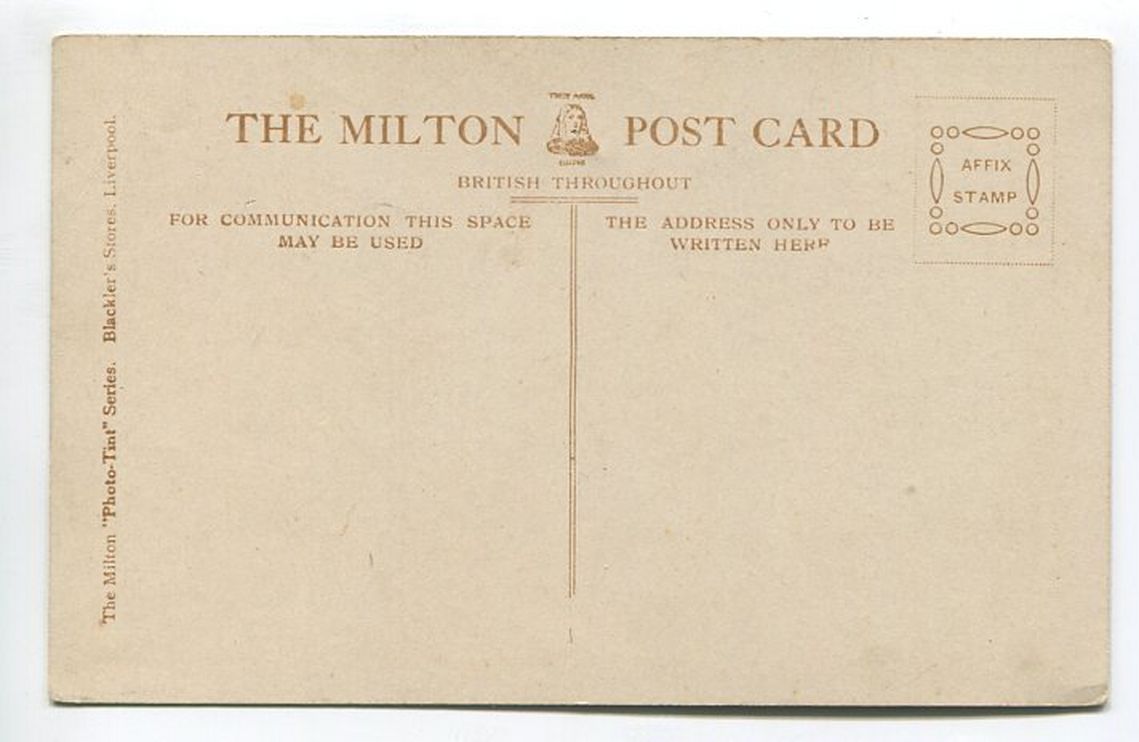 THE MILTON POST CARD
BRITISH THROUGHOUT
FOR COMMUNICATION THIS SPACE
MAY BE USED
THE ADDRESS ONLY TO BE
WRITTEN HERE
AFFIX
STAMP
The Milton "Photo-Tint" Series. Blackler's Stores, Liverpool.